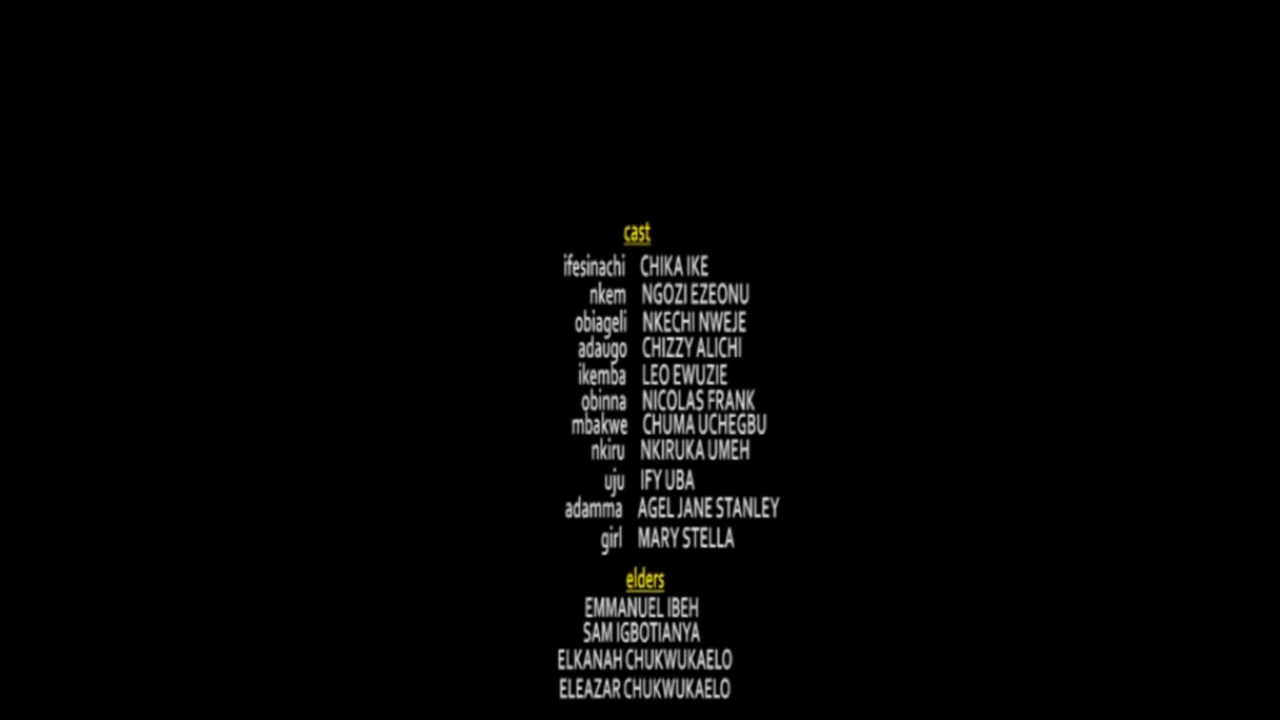 cast
ifesinachi CHIKA IKE
nkem NGOZI EZEONU
obiageli NKECHI NWEJE
adaugo CHIZZY ALICHI
ikemba LEO EWUZIE
obinna NICOLAS FRANK
mbakwe CHUMA UCHEGBU
nkiru NKIRUKA UMEH
uju IFY UBA
adamma AGEL JANE STANLEY
girl MARY STELLA
elders
EMMANUEL IBEH
SAM IGBOTIANYA
ELKANAH CHUKWUKAELO
ELEAZAR CHUKWUKAELO